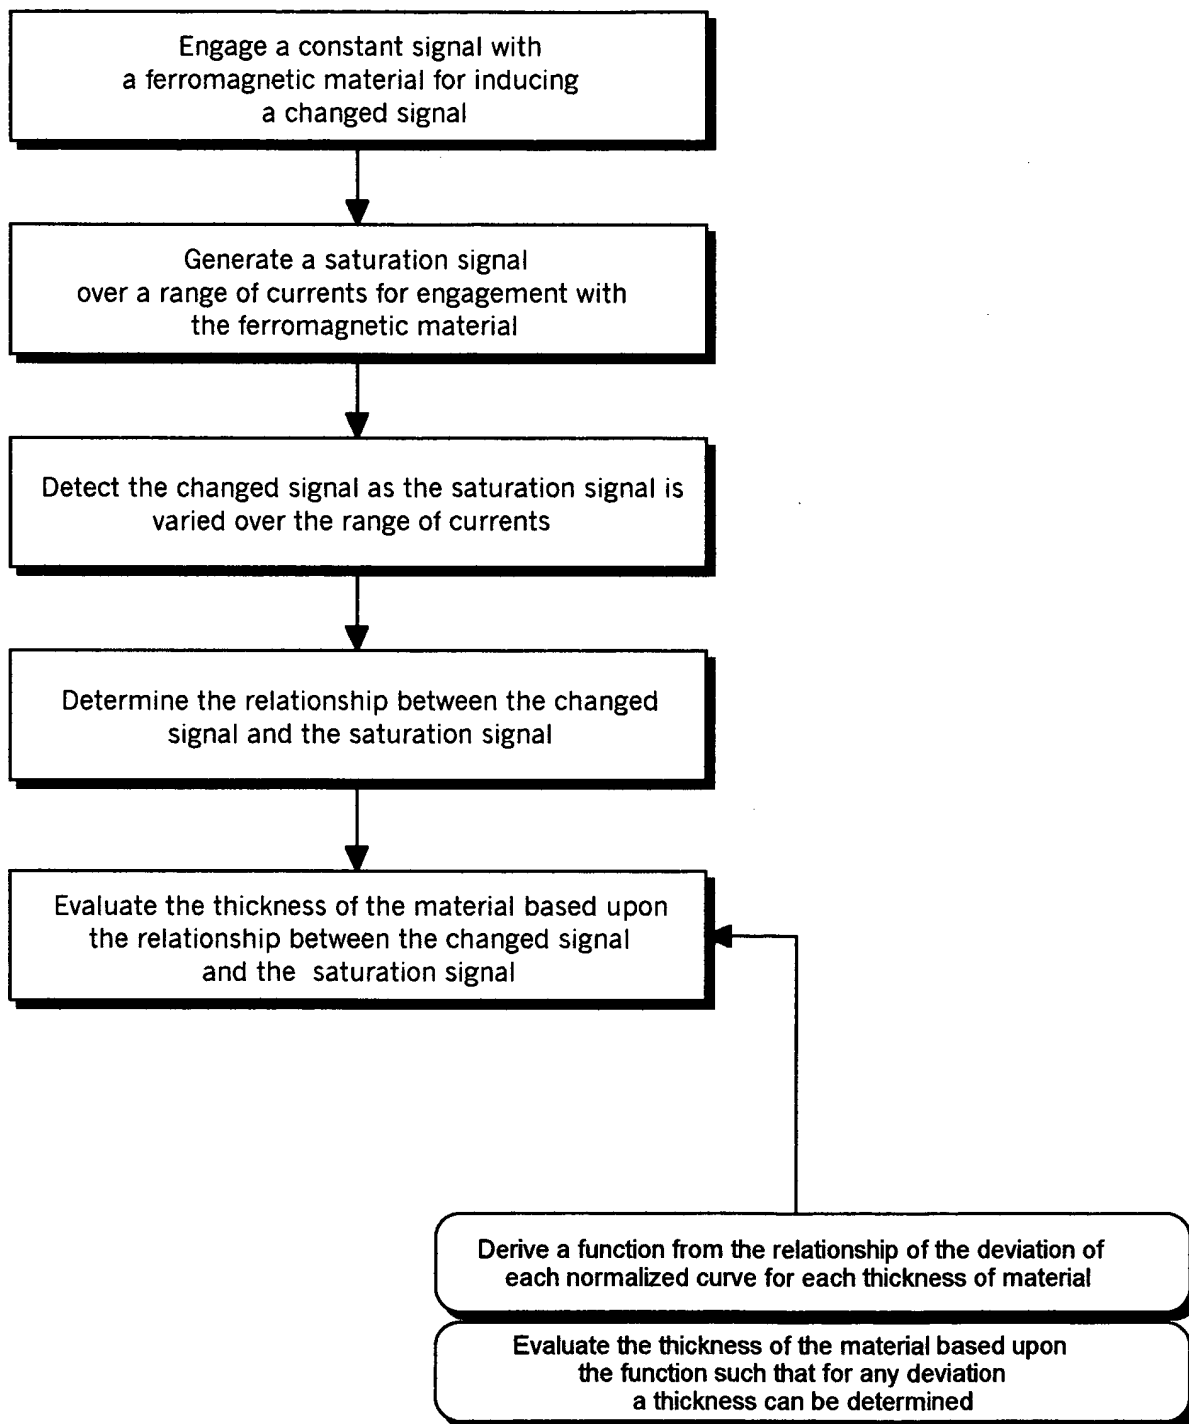 Engage a constant signal with
a ferromagnetic material for inducing
a changed signal
Generate a saturation signal
over a range of currents for engagement with
the ferromagnetic material
Detect the changed signal as the saturation signal is
varied over the range of currents
Determine the relationship between the changed
signal and the saturation signal
Evaluate the thickness of the material based upon
the relationship between the changed signal
and the saturation signal
Derive a function from the relationship of the deviation of
each normalized curve for each thickness of material
Evaluate the thickness of the material based upon
the function such that for any deviation
a thickness can be determined